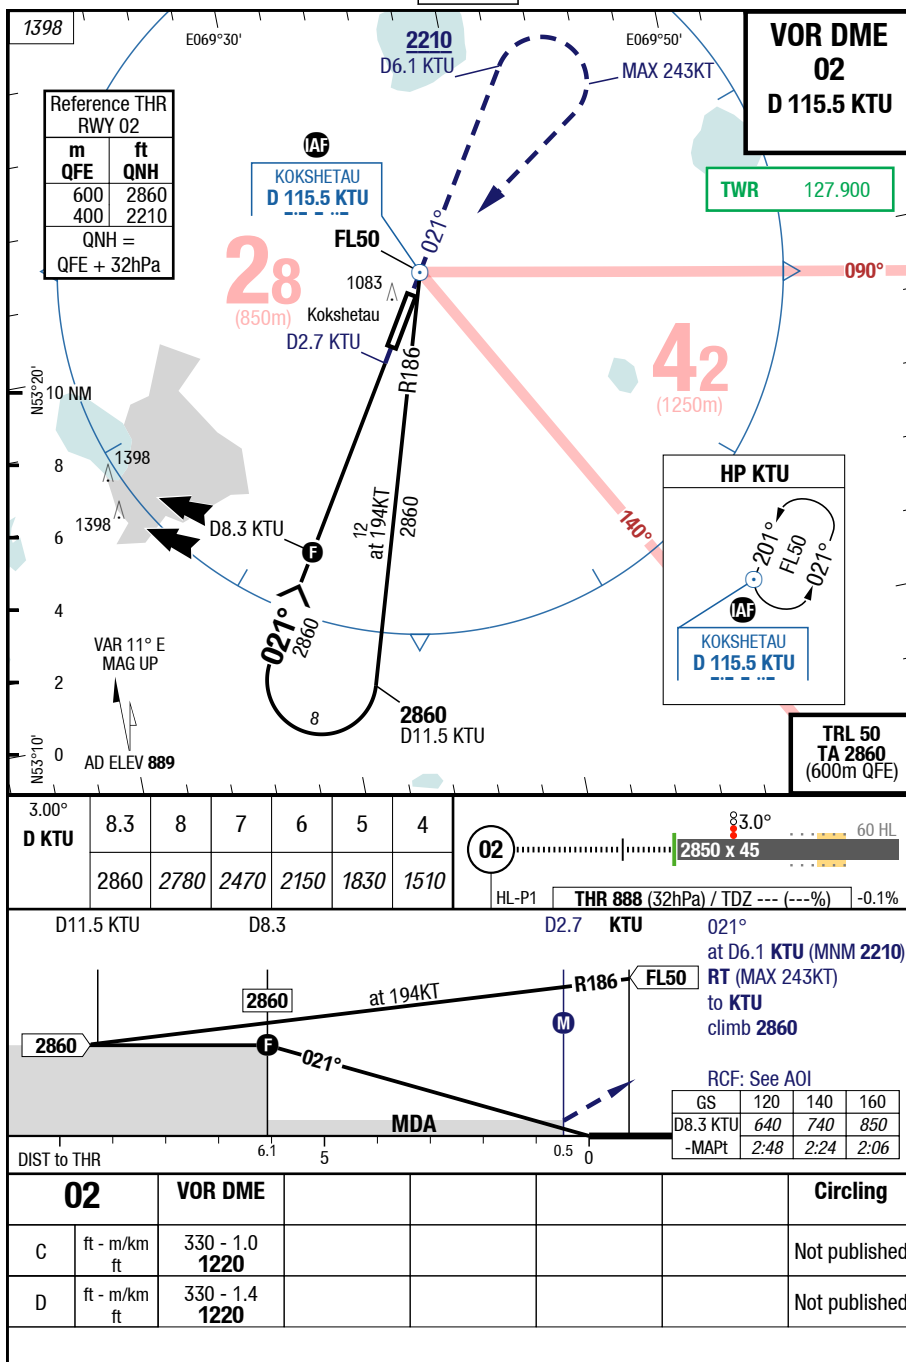 1398
E069°30'
2210
D6.1 KTU
E069°50'
MAX 243KT
VOR DME
02
D 115.5 KTU
Reference THR
RWY 02
m ft
QFE QNH
600 2860
400 2210
QNH =
QFE + 32hPa
IAF
KOKSHETAU
D 115.5 KTU
TWR 127.900
FL50
021°
28
(850m)
1083
Kokshetau
D2.7 KTU
090°
R186
42
(1250m)
N53°20'
10 NM
8
6
4
2
0
1398
1398
D8.3 KTU
F
12
at 194KT
2860
140°
HP KTU
201°
FL50
021°
IAF
KOKSHETAU
D 115.5 KTU
021°
2860
8
2860
D11.5 KTU
VAR 11° E
MAG UP
AD ELEV 889
N53°10'
TRL 50
TA 2860
(600m QFE)
3.00°
D KTU 8.3 8 7 6 5 4
2860 2780 2470 2150 1830 1510
02
3.0°
60 HL
2850 x 45
HL-P1
THR 888 (32hPa) / TDZ --- (---%)
-0.1%
D11.5 KTU D8.3 D2.7 KTU
021°
at D6.1 KTU (MNM 2210)
RT (MAX 243KT)
to KTU
climb 2860
RCF: See AOI
2860
2860
at 194KT
R186
FL50
F
021°
M
MDA
DIST to THR 6.1 5 0.5 0
GS 120 140 160
D8.3 KTU 640 740 850
-MAPt 2:48 2:24 2:06
02 VOR DME Circling
C ft - m/km 330 - 1.0 Not published
ft 1220
D ft - m/km 330 - 1.4 Not published
ft 1220